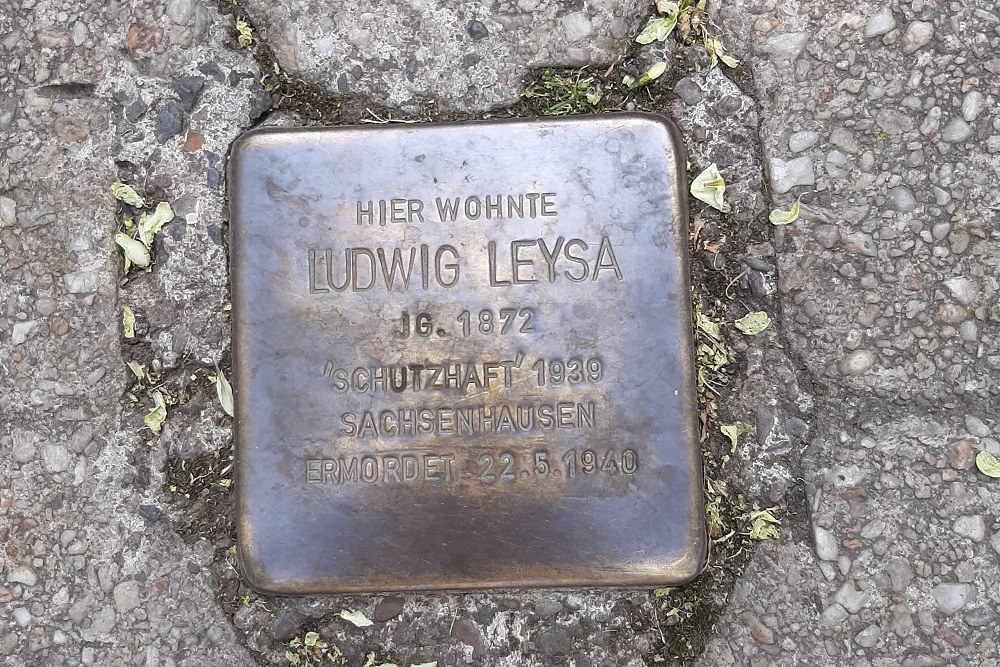 HIER WOHNTE
LUDWIG LEYSA
JG. 1872
'SCHUTZHAFT' 1939
SACHSENHAUSEN
ERMORDET 22.5.1940